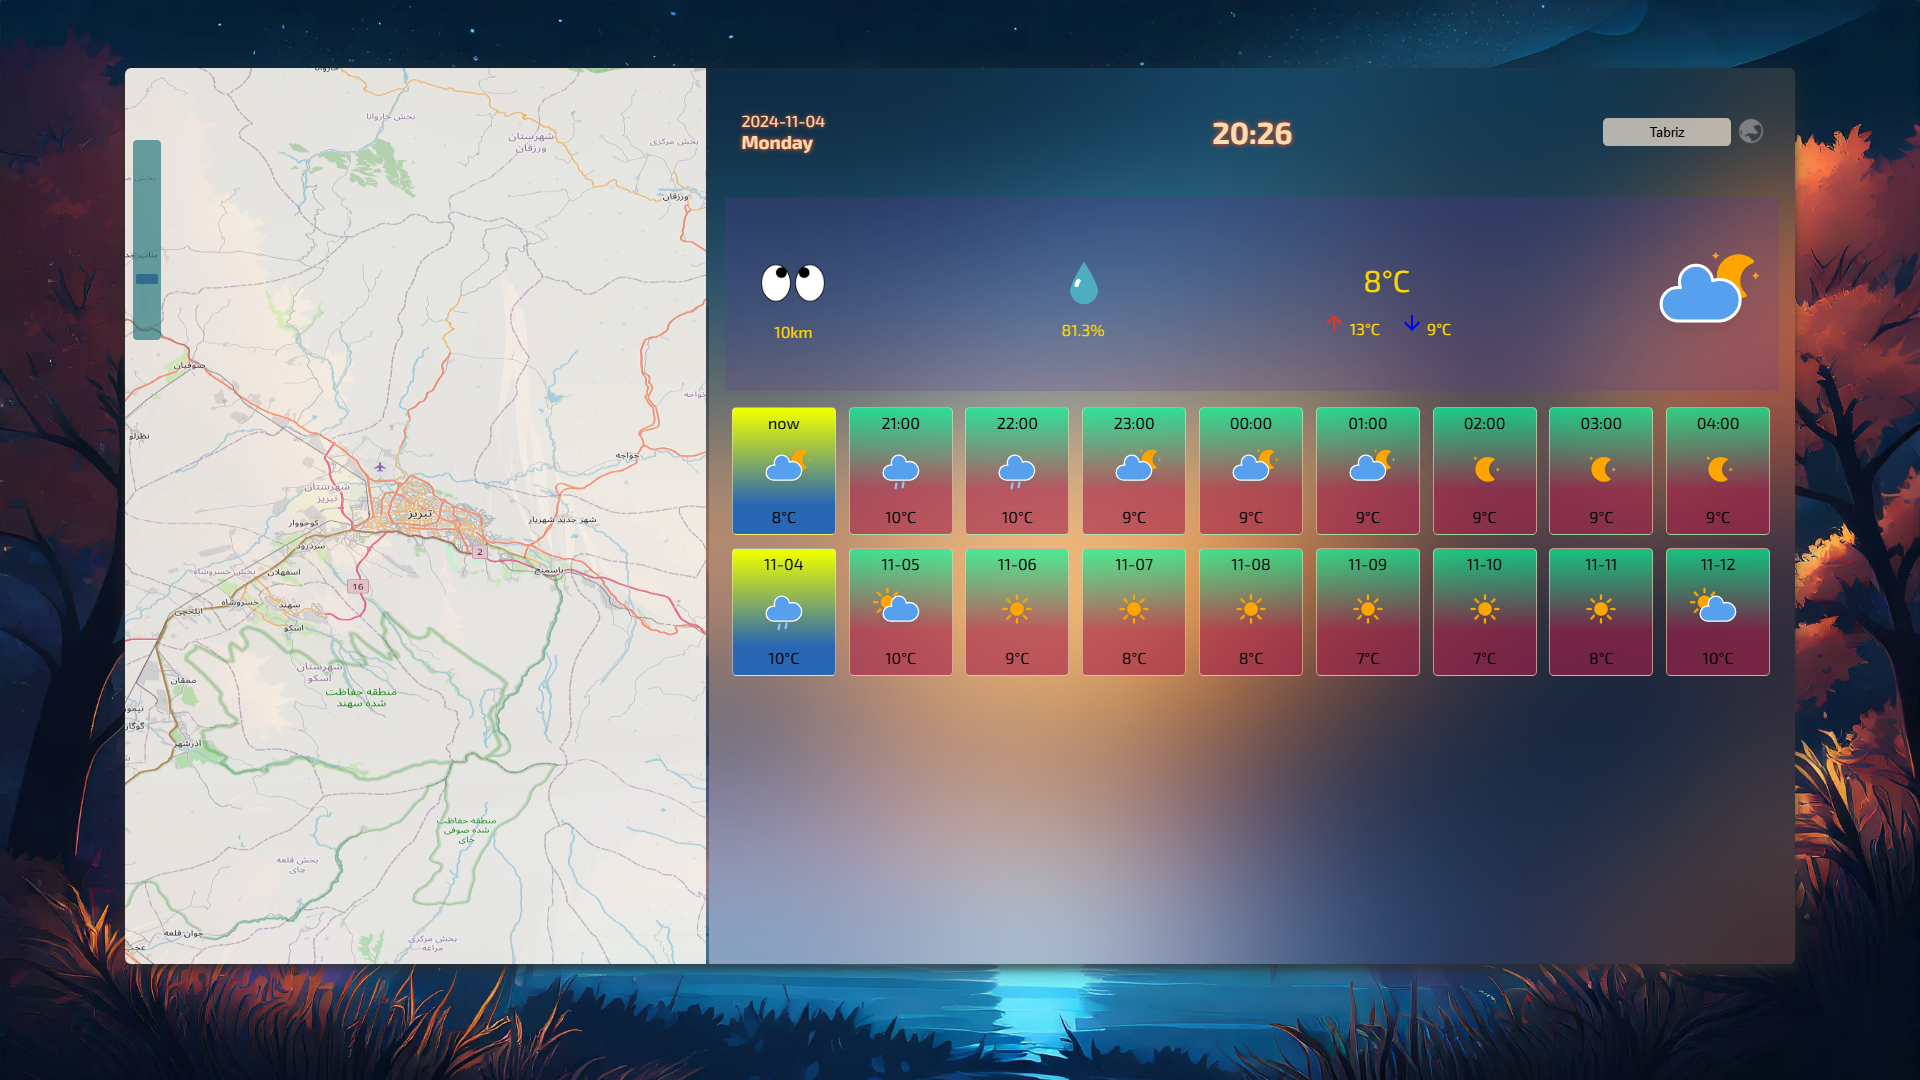 بخش خاروانا
شهرستان
ورزقان
بخش مرکزی
ورزقان
صوفیان
نظرلو
خواجه
شهرستان
تبریز
تبریز
کوجووار
شهر جدید شهریار
سردرود
2
بخش خسروشاه
اسفهلان
باسمنج
16
ایلخچی
خسروشاه
سهند
اسکو
شهرستان
اسکو
ممقان
منطقه حفاظت
شده سهند
گوگان
آذرشهر
منطقه حفاظت
شده صوفی
چای
بخش قلعه
چای
جوان قلعه
بخش مرکزی
مراغه
2024-11-04
Monday
20:26
Tabriz
10km
81.3%
8°C
13°C 9°C
now 21:00 22:00 23:00 00:00 01:00 02:00 03:00 04:00
8°C 10°C 10°C 9°C 9°C 9°C 9°C 9°C 9°C
11-04 11-05 11-06 11-07 11-08 11-09 11-10 11-11 11-12
10°C 10°C 9°C 8°C 8°C 7°C 7°C 8°C 10°C